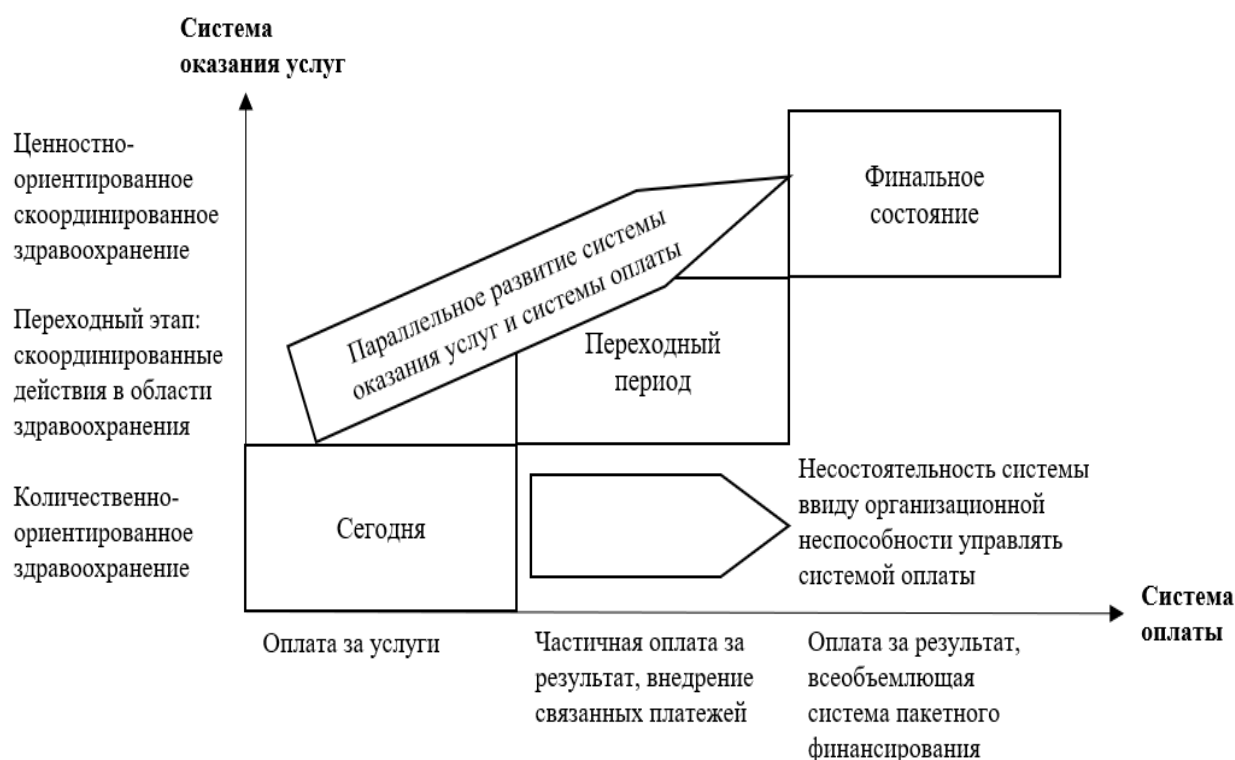 Система
оказания услуг
Ценностно-
ориентированное
скоординированное
здравоохранение
Финальное
состояние
Параллельное развитие системы
оказания услуг и системы оплаты
Переходный этап:
скоординированные
действия в области
здравоохранения
Переходный
период
Количественно-
ориентированное
здравоохранение
Сегодня
Несостоятельность системы
ввиду организационной
неспособности управлять
системой оплаты
Система
оплаты
Оплата за услуги
Частичная оплата за
результат, внедрение
связанных платежей
Оплата за результат,
всеобъемлющая
система пакетного
финансирования